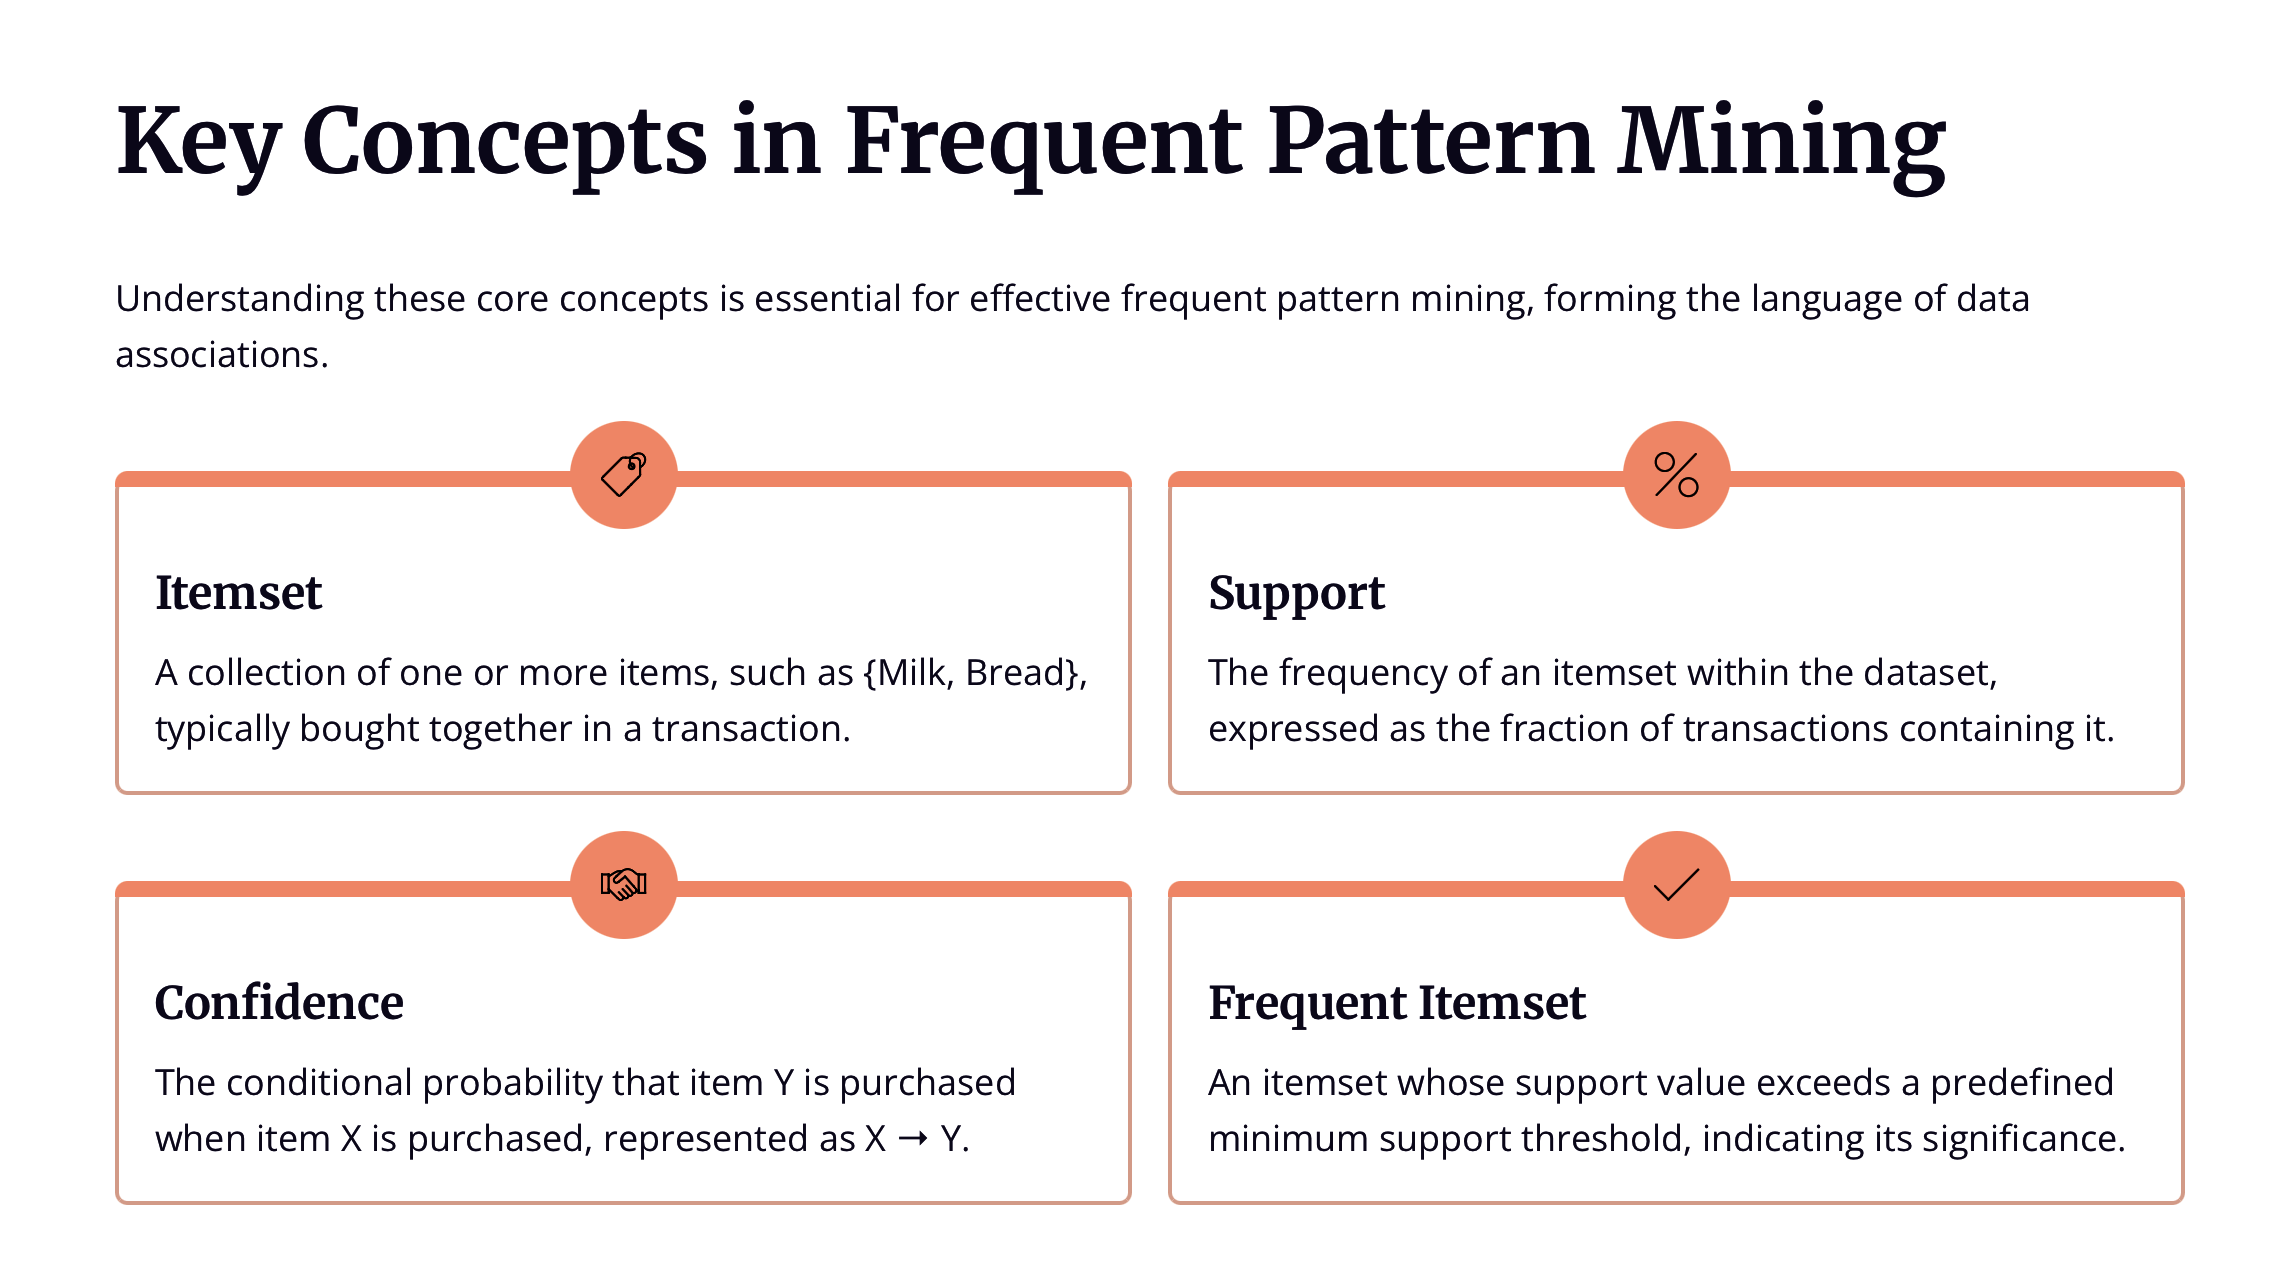 Key Concepts in Frequent Pattern Mining
Understanding these core concepts is essential for effective frequent pattern mining, forming the language of data
associations.
Itemset
A collection of one or more items, such as {Milk, Bread},
typically bought together in a transaction.
Support
The frequency of an itemset within the dataset,
expressed as the fraction of transactions containing it.
Confidence
The conditional probability that item Y is purchased
when item X is purchased, represented as X → Y.
Frequent Itemset
An itemset whose support value exceeds a predefined
minimum support threshold, indicating its significance.